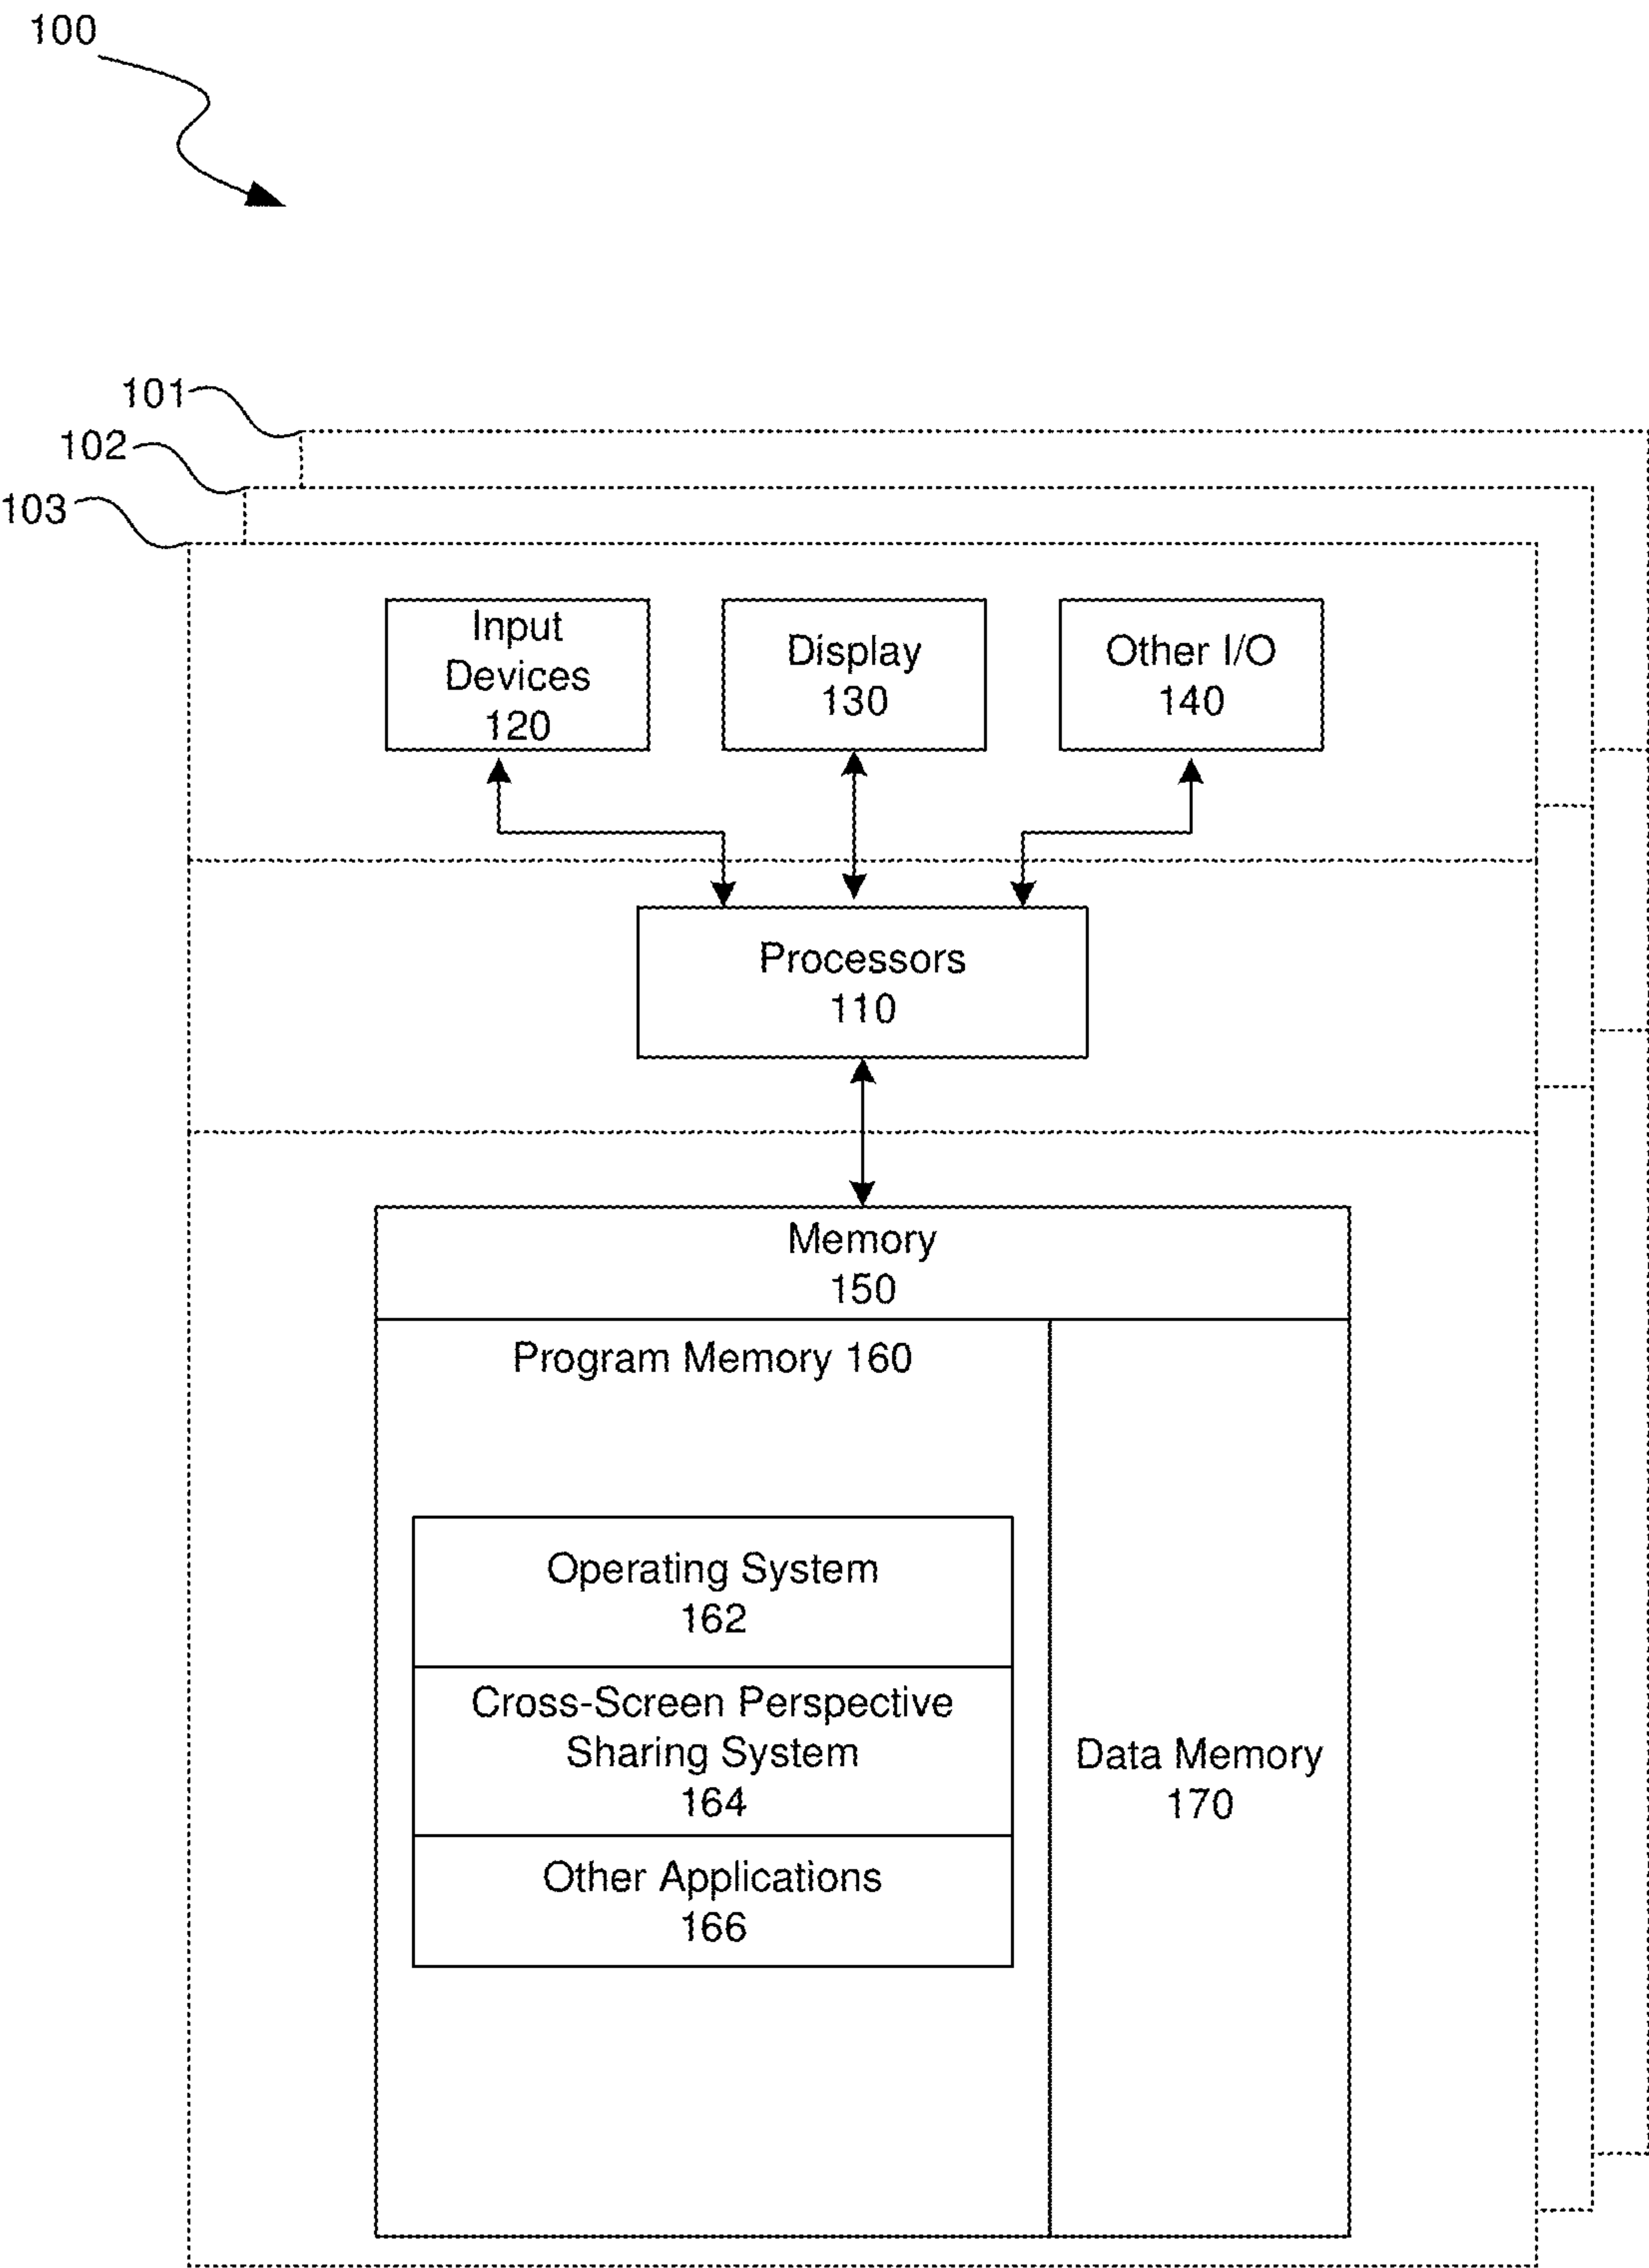 100
101
102
103
Input
Devices
120
Display
130
Other I/O
140
Processors
110
Memory
150
Program Memory 160
Operating System
162
Cross-Screen Perspective
Sharing System
164
Other Applications
166
Data Memory
170